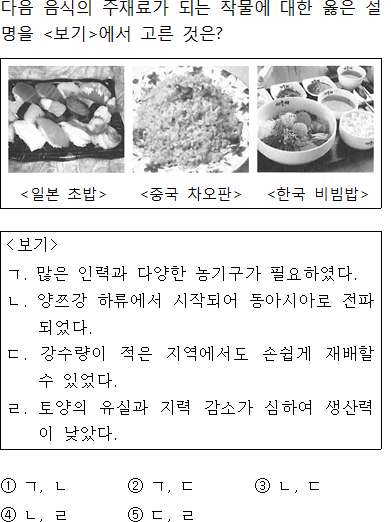 다음 음식의 주재료가 되는 작물에 대한 옳은 설
명을 <보기>에서 고른 것은?
<일본 초밥> <중국 차오판> <한국 비빔밥>
<보기>
ㄱ. 많은 인력과 다양한 농기구가 필요하였다.
ㄴ. 양쯔강 하류에서 시작되어 동아시아로 전파
되었다.
ㄷ. 강수량이 적은 지역에서도 손쉽게 재배할
수 있었다.
ㄹ. 토양의 유실과 지력 감소가 심하여 생산력
이 낮았다.
① ㄱ, ㄴ ② ㄱ, ㄷ ③ ㄴ, ㄷ
④ ㄴ, ㄹ ⑤ ㄷ, ㄹ